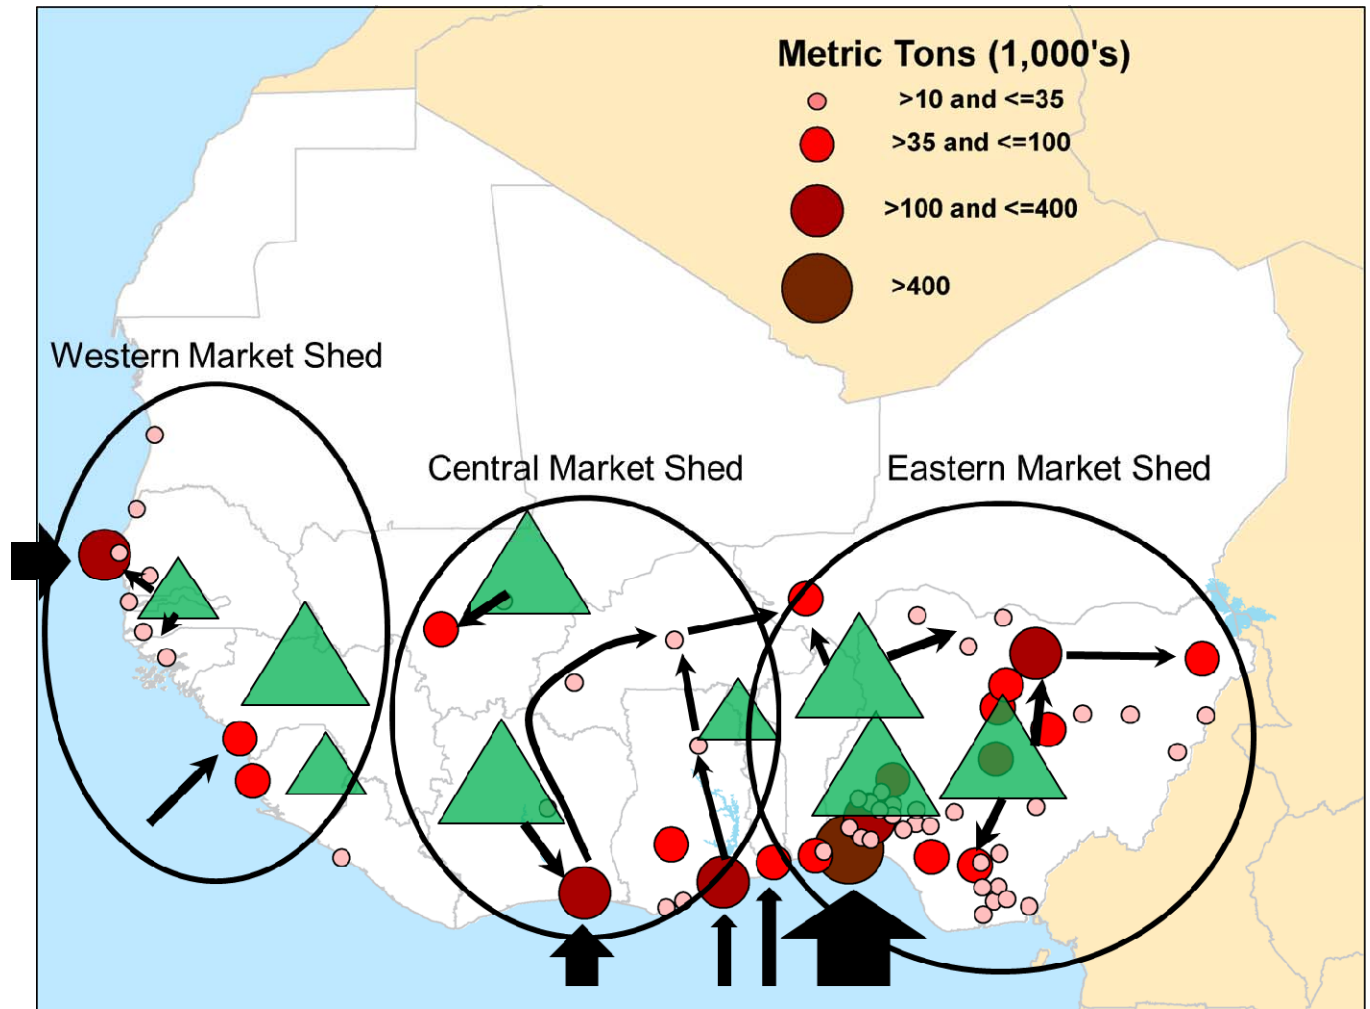 Metric Tons (1,000's)
>10 and <=35
>35 and <=100
>100 and <=400
>400
Western Market Shed
Central Market Shed
Eastern Market Shed